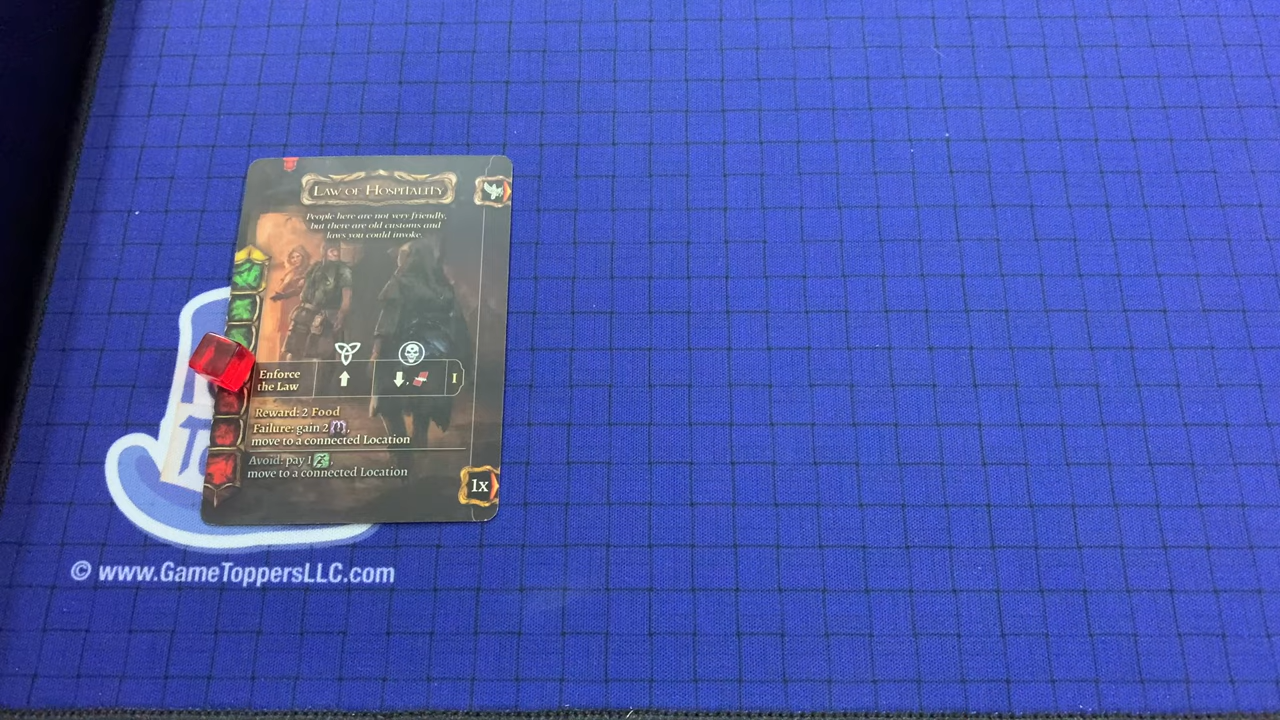 LAW OF HOSPITALITY
People here are not very friendly,
but there are old customs and
laws you could invoke.
Enforce
the Law
I
Reward: 2 Food
Failure: gain 2 ,
move to a connected Location
Avoid: pay 1 ,
move to a connected Location
1x
© www.GameToppersLLC.com